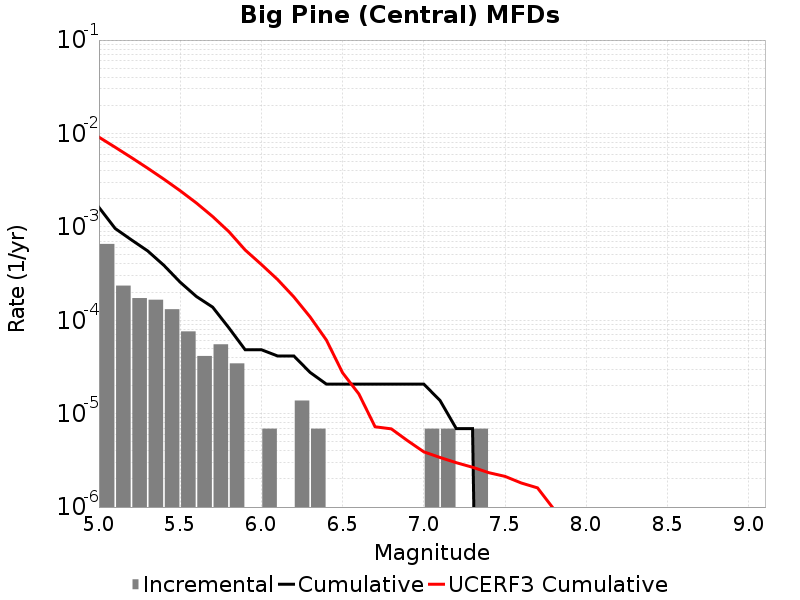 Big Pine (Central) MFDs
10-1
10-2
10-3
10-4
10-5
10-6
Rate (1/yr)
5.0 5.5 6.0 6.5 7.0 7.5 8.0 8.5 9.0
Magnitude
Incremental Cumulative UCERF3 Cumulative